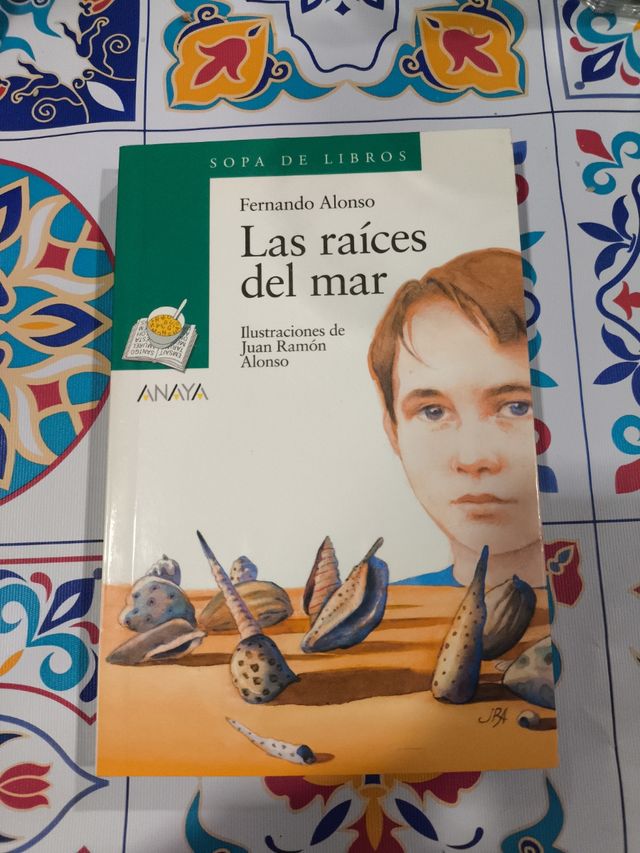 SOPA DE LIBROS
Fernando Alonso
Las raíces
del mar
Ilustraciones de
Juan Ramón
Alonso
ANAYA
JRA